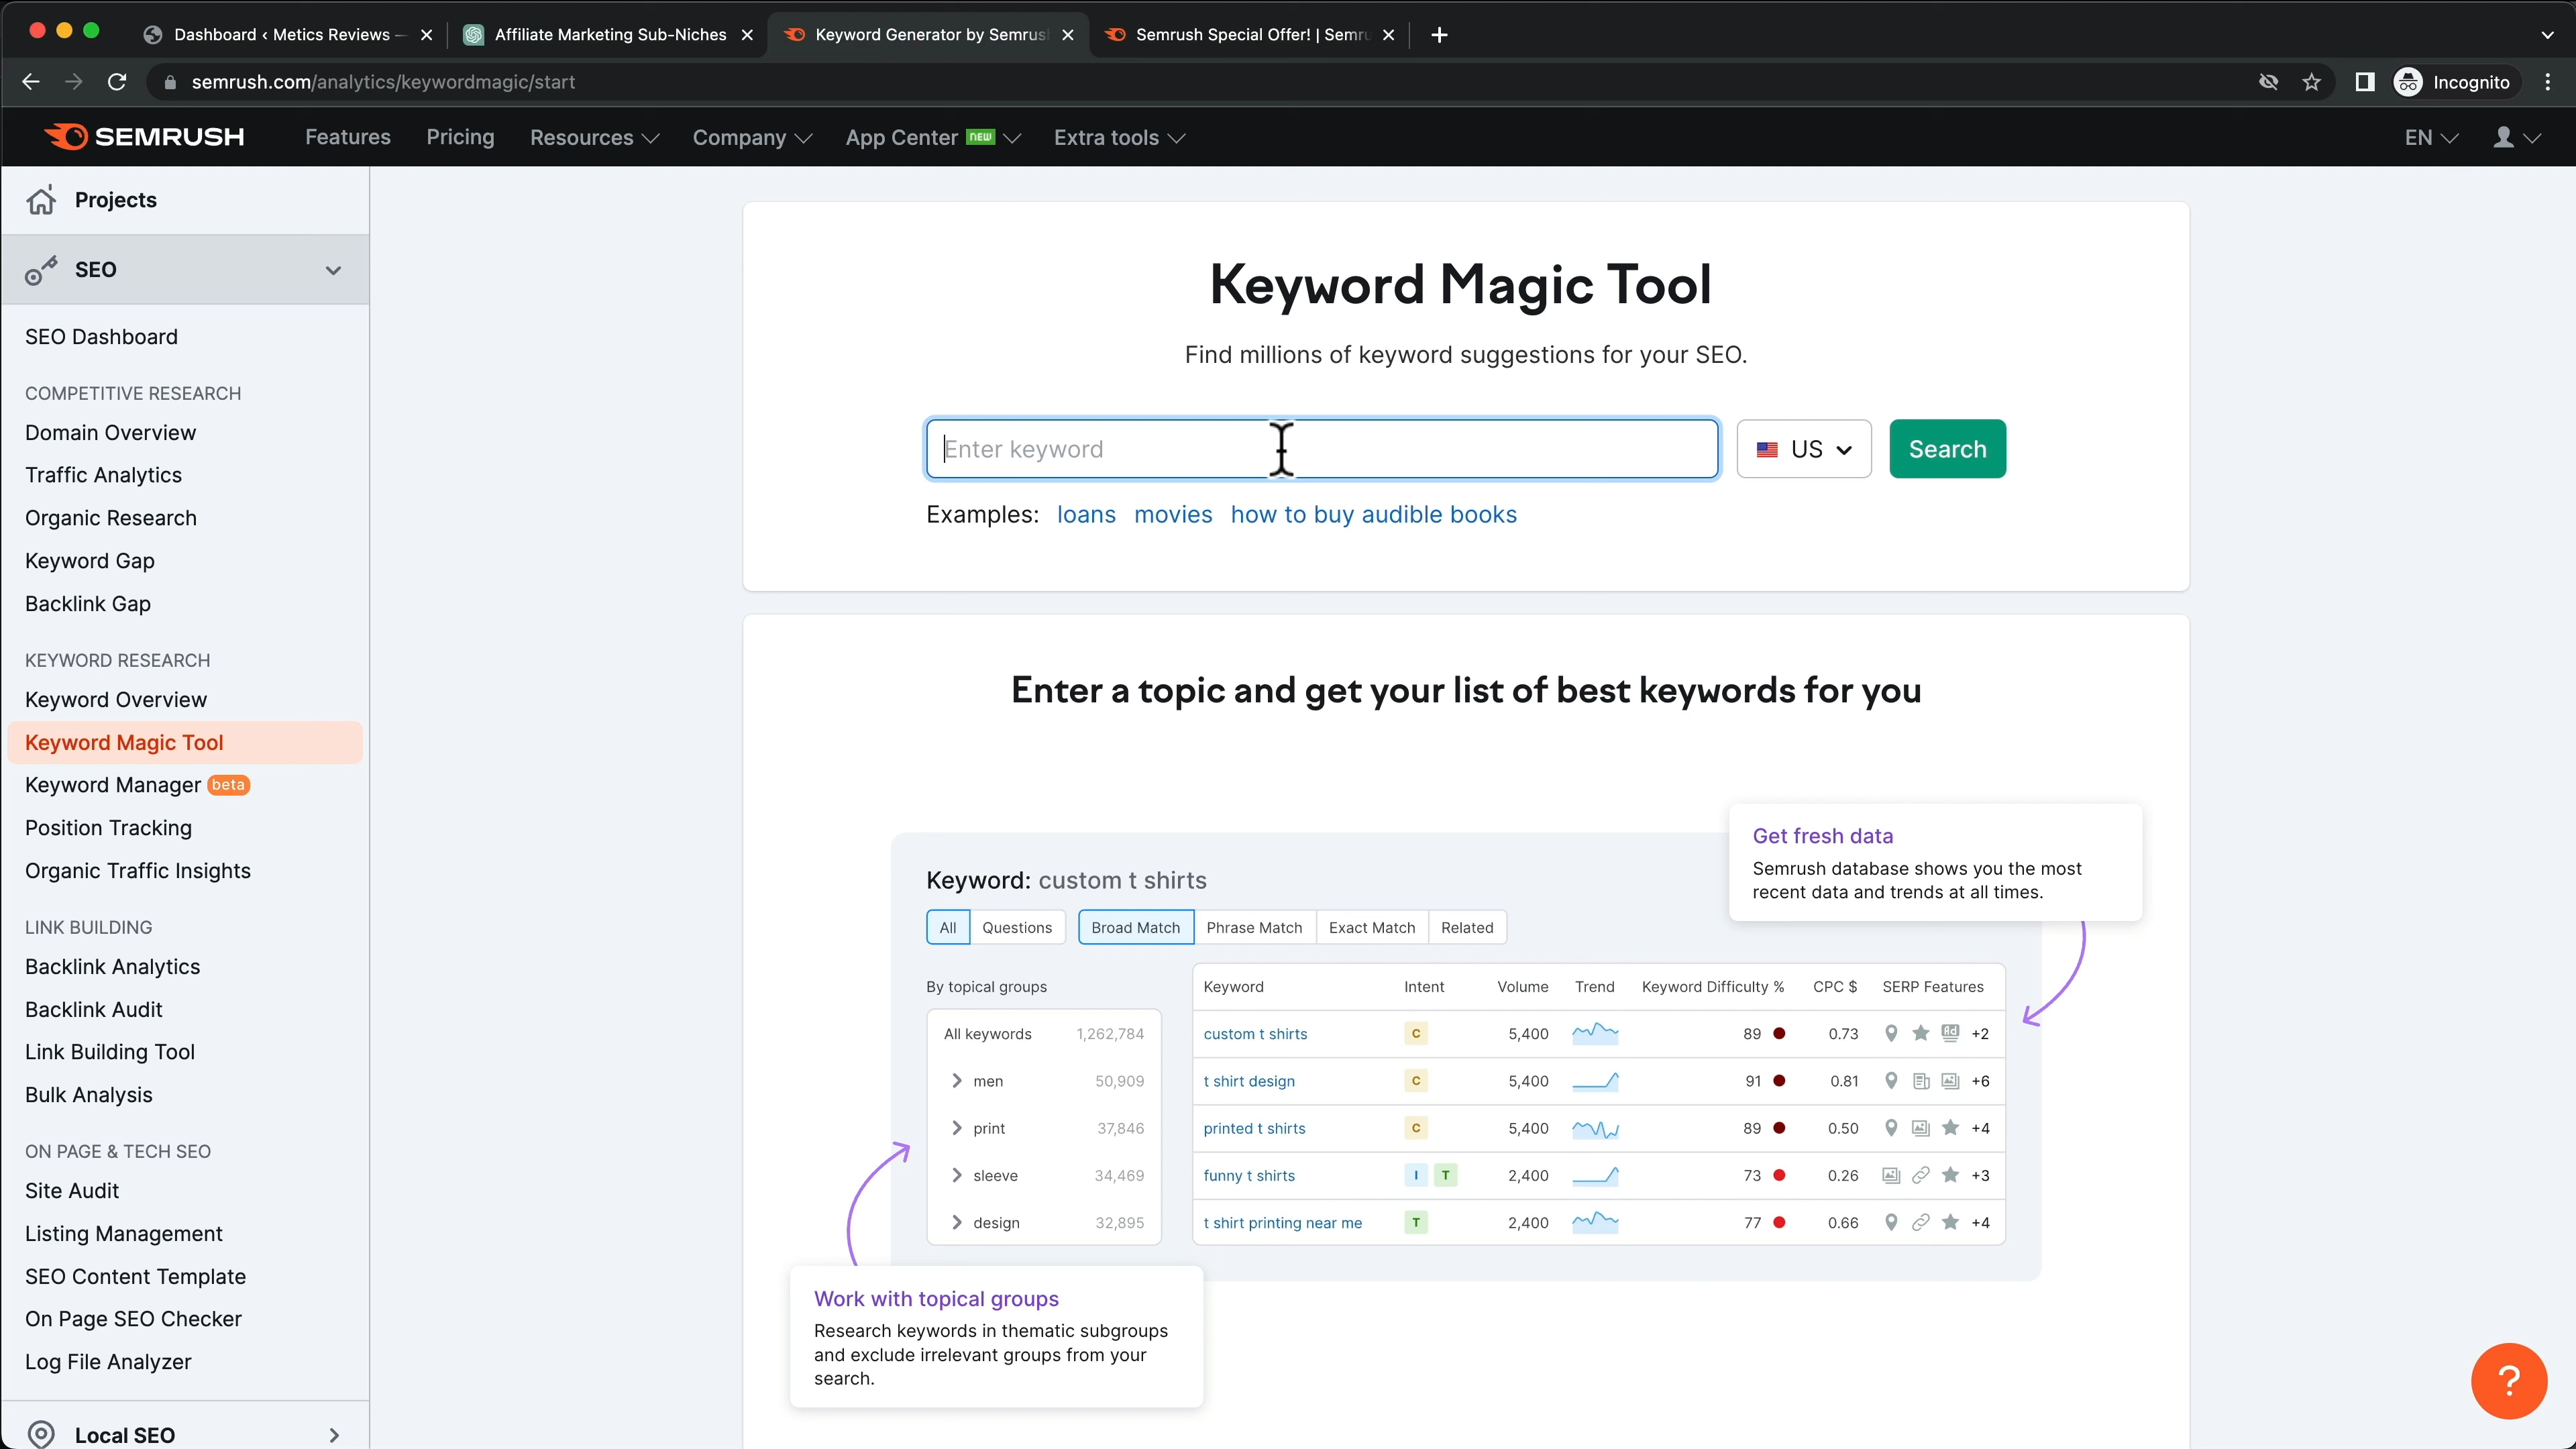 Dashboard ‹ Metics Reviews —
Affiliate Marketing Sub-Niches
Keyword Generator by Semrus
Semrush Special Offer! | Semru
semrush.com/analytics/keywordmagic/start
Incognito
SEMRUSH
Features
Pricing
Resources
Company
App Center NEW
Extra tools
EN
Projects
SEO
SEO Dashboard
COMPETITIVE RESEARCH
Domain Overview
Traffic Analytics
Organic Research
Keyword Gap
Backlink Gap
KEYWORD RESEARCH
Keyword Overview
Keyword Magic Tool
Keyword Manager beta
Position Tracking
Organic Traffic Insights
LINK BUILDING
Backlink Analytics
Backlink Audit
Link Building Tool
Bulk Analysis
ON PAGE & TECH SEO
Site Audit
Listing Management
SEO Content Template
On Page SEO Checker
Log File Analyzer
Local SEO
Keyword Magic Tool
Find millions of keyword suggestions for your SEO.
Enter keyword
US
Search
Examples: loans movies how to buy audible books
Enter a topic and get your list of best keywords for you
Get fresh data
Semrush database shows you the most
recent data and trends at all times.
Keyword: custom t shirts
All Questions Broad Match Phrase Match Exact Match Related
By topical groups
All keywords 1,262,784
men 50,909
print 37,846
sleeve 34,469
design 32,895
Keyword Intent Volume Trend Keyword Difficulty % CPC $ SERP Features
custom t shirts C 5,400 89 0.73 Ad +2
t shirt design C 5,400 91 0.81 +6
printed t shirts C 5,400 89 0.50 +4
funny t shirts I T 2,400 73 0.26 +3
t shirt printing near me T 2,400 77 0.66 +4
Work with topical groups
Research keywords in thematic subgroups
and exclude irrelevant groups from your
search.
?